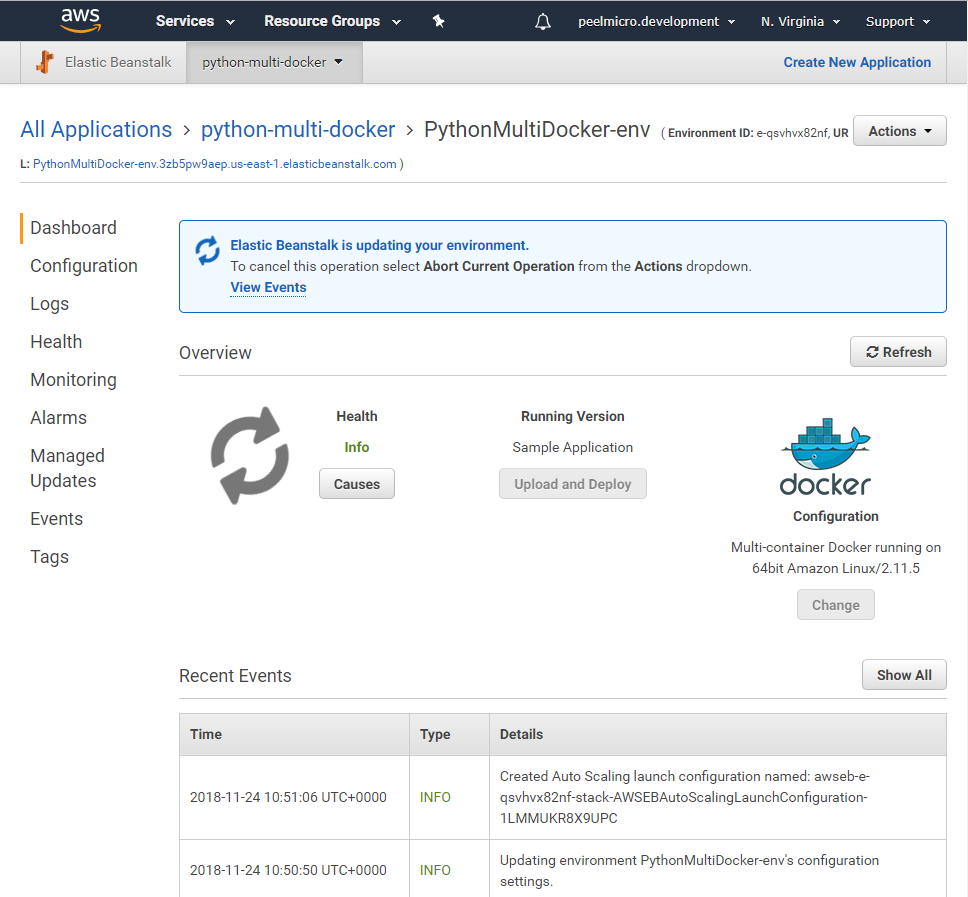 aws Services Resource Groups peelmicro.development N. Virginia Support
Elastic Beanstalk python-multi-docker Create New Application
All Applications > python-multi-docker > PythonMultiDocker-env ( Environment ID: e-qsvhvx82nf, UR Actions
L: PythonMultiDocker-env.3zb5pw9aep.us-east-1.elasticbeanstalk.com )
Dashboard
Configuration
Logs
Health
Monitoring
Alarms
Managed
Updates
Events
Tags
Elastic Beanstalk is updating your environment.
To cancel this operation select Abort Current Operation from the Actions dropdown.
View Events
Overview
Refresh
Health
Info
Causes
Running Version
Sample Application
Upload and Deploy
docker
Configuration
Multi-container Docker running on
64bit Amazon Linux/2.11.5
Change
Recent Events
Show All
Time Type Details
2018-11-24 10:51:06 UTC+0000 INFO Created Auto Scaling launch configuration named: awseb-e-
qsvhvx82nf-stack-AWSEBAutoScalingLaunchConfiguration-
1LMMUKR8X9UPC
2018-11-24 10:50:50 UTC+0000 INFO Updating environment PythonMultiDocker-env's configuration
settings.